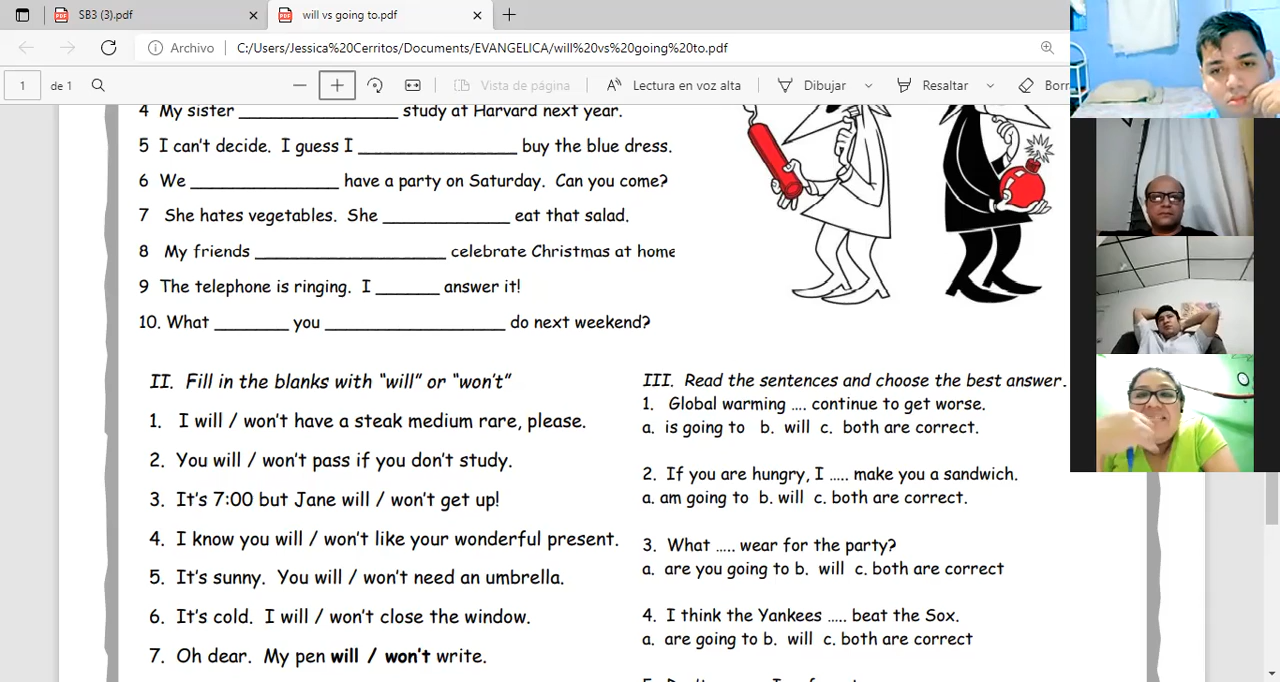 SB3 (3).pdf
will vs going to.pdf
Archivo
C:/Users/Jessica%20Cerritos/Documents/EVANGELICA/will%20vs%20going%20to.pdf
1 de 1
Vista de página
Lectura en voz alta
Dibujar
Resaltar
Borr
4 My sister _________________ study at Harvard next year.
5 I can't decide. I guess I _________________ buy the blue dress.
6 We ________________ have a party on Saturday. Can you come?
7 She hates vegetables. She ______________ eat that salad.
8 My friends _____________________ celebrate Christmas at home
9 The telephone is ringing. I _______ answer it!
10. What ________ you ____________________ do next weekend?
II. Fill in the blanks with "will" or "won't"
1. I will / won't have a steak medium rare, please.
2. You will / won't pass if you don't study.
3. It's 7:00 but Jane will / won't get up!
4. I know you will / won't like your wonderful present.
5. It's sunny. You will / won't need an umbrella.
6. It's cold. I will / won't close the window.
7. Oh dear. My pen will / won't write.
III. Read the sentences and choose the best answer.
1. Global warming .... continue to get worse.
a. is going to b. will c. both are correct.
2. If you are hungry, I ..... make you a sandwich.
a. am going to b. will c. both are correct.
3. What ..... wear for the party?
a. are you going to b. will c. both are correct
4. I think the Yankees ..... beat the Sox.
a. are going to b. will c. both are correct